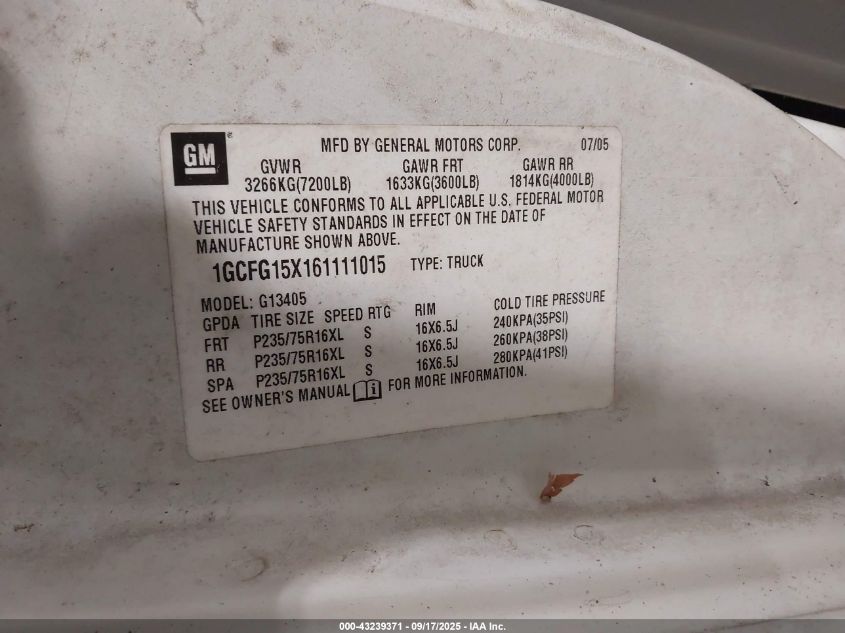 GM ®
MFD BY GENERAL MOTORS CORP. 07/05
GVWR GAWR FRT GAWR RR
3266KG(7200LB) 1633KG(3600LB) 1814KG(4000LB)
THIS VEHICLE CONFORMS TO ALL APPLICABLE U.S. FEDERAL MOTOR
VEHICLE SAFETY STANDARDS IN EFFECT ON THE DATE OF
MANUFACTURE SHOWN ABOVE.
1GCFG15X161111015 TYPE: TRUCK
MODEL: G13405
GPDA TIRE SIZE SPEED RTG RIM COLD TIRE PRESSURE
FRT P235/75R16XL S 16X6.5J 240KPA(35PSI)
RR P235/75R16XL S 16X6.5J 260KPA(38PSI)
SPA P235/75R16XL S 16X6.5J 280KPA(41PSI)
SEE OWNER'S MANUAL i FOR MORE INFORMATION.
000-43239371 - 09/17/2025 - IAA Inc.